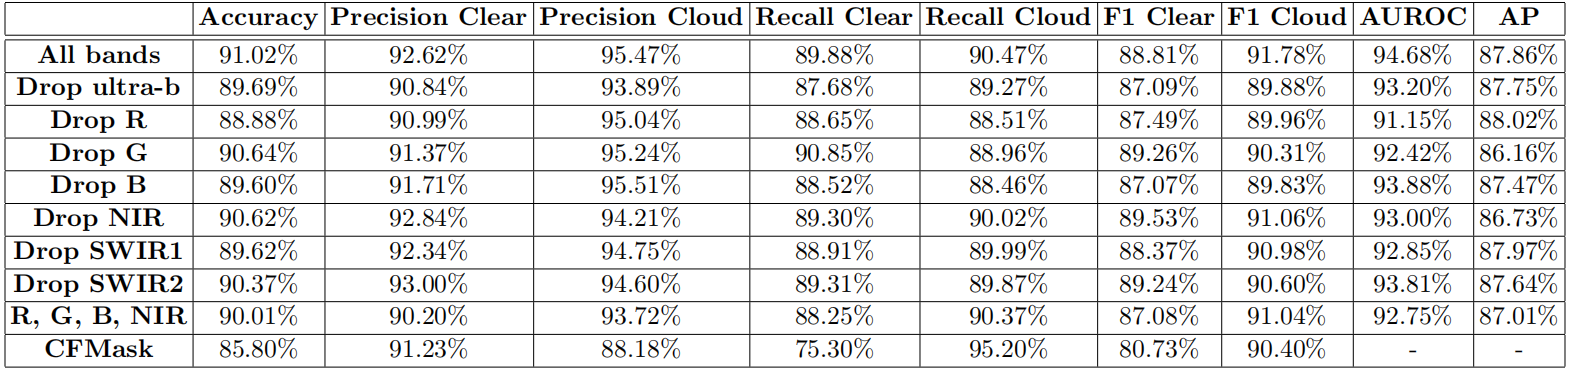 Accuracy Precision Clear Precision Cloud Recall Clear Recall Cloud F1 Clear F1 Cloud AUROC AP
All bands 91.02% 92.62% 95.47% 89.88% 90.47% 88.81% 91.78% 94.68% 87.86%
Drop ultra-b 89.69% 90.84% 93.89% 87.68% 89.27% 87.09% 89.88% 93.20% 87.75%
Drop R 88.88% 90.99% 95.04% 88.65% 88.51% 87.49% 89.96% 91.15% 88.02%
Drop G 90.64% 91.37% 95.24% 90.85% 88.96% 89.26% 90.31% 92.42% 86.16%
Drop B 89.60% 91.71% 95.51% 88.52% 88.46% 87.07% 89.83% 93.88% 87.47%
Drop NIR 90.62% 92.84% 94.21% 89.30% 90.02% 89.53% 91.06% 93.00% 86.73%
Drop SWIR1 89.62% 92.34% 94.75% 88.91% 89.99% 88.37% 90.98% 92.85% 87.97%
Drop SWIR2 90.37% 93.00% 94.60% 89.31% 89.87% 89.24% 90.60% 93.81% 87.64%
R, G, B, NIR 90.01% 90.20% 93.72% 88.25% 90.37% 87.08% 91.04% 92.75% 87.01%
CFMask 85.80% 91.23% 88.18% 75.30% 95.20% 80.73% 90.40% - -